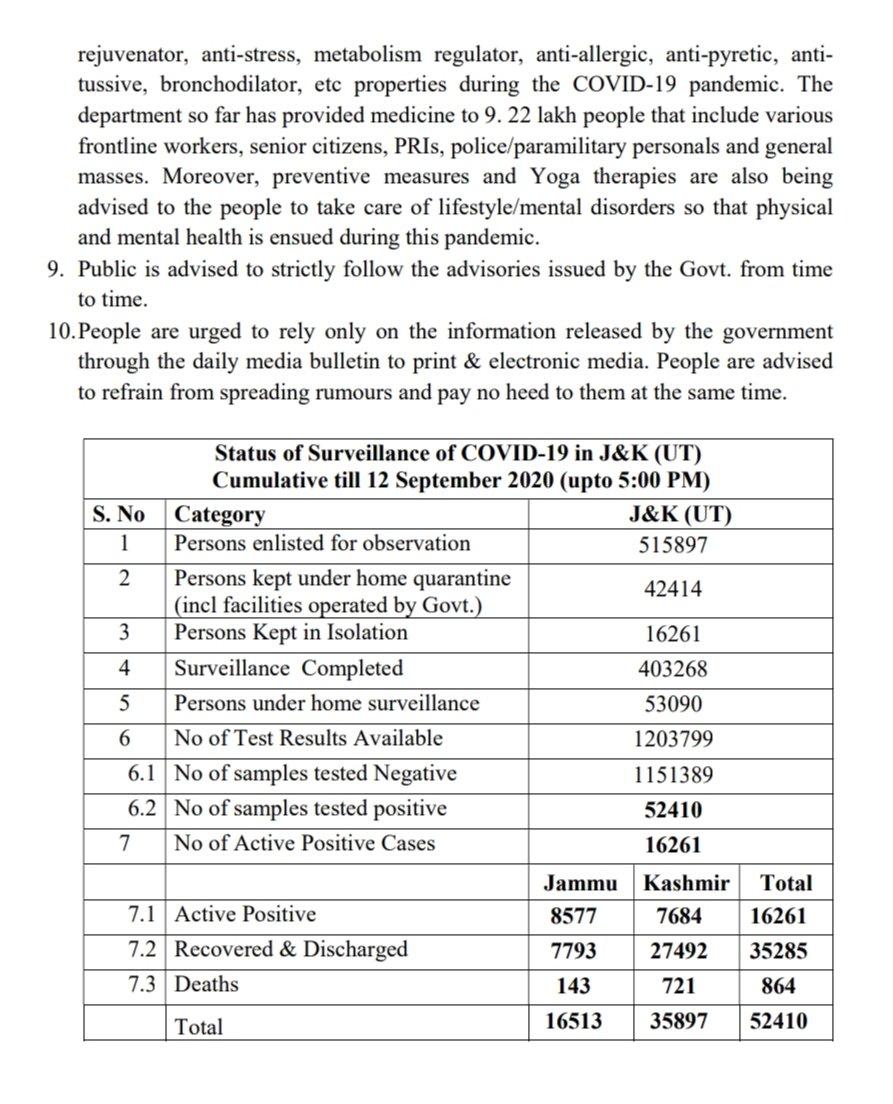 rejuvenator, anti-stress, metabolism regulator, anti-allergic, anti-pyretic, anti-
tussive, bronchodilator, etc properties during the COVID-19 pandemic. The
department so far has provided medicine to 9. 22 lakh people that include various
frontline workers, senior citizens, PRIs, police/paramilitary personals and general
masses. Moreover, preventive measures and Yoga therapies are also being
advised to the people to take care of lifestyle/mental disorders so that physical
and mental health is ensued during this pandemic.
9. Public is advised to strictly follow the advisories issued by the Govt. from time
to time.
10.People are urged to rely only on the information released by the government
through the daily media bulletin to print & electronic media. People are advised
to refrain from spreading rumours and pay no heed to them at the same time.
Status of Surveillance of COVID-19 in J&K (UT)
Cumulative till 12 September 2020 (upto 5:00 PM)
S. No Category J&K (UT)
1 Persons enlisted for observation 515897
2 Persons kept under home quarantine
(incl facilities operated by Govt.) 42414
3 Persons Kept in Isolation 16261
4 Surveillance Completed 403268
5 Persons under home surveillance 53090
6 No of Test Results Available 1203799
6.1 No of samples tested Negative 1151389
6.2 No of samples tested positive 52410
7 No of Active Positive Cases 16261
Jammu Kashmir Total
7.1 Active Positive 8577 7684 16261
7.2 Recovered & Discharged 7793 27492 35285
7.3 Deaths 143 721 864
Total 16513 35897 52410